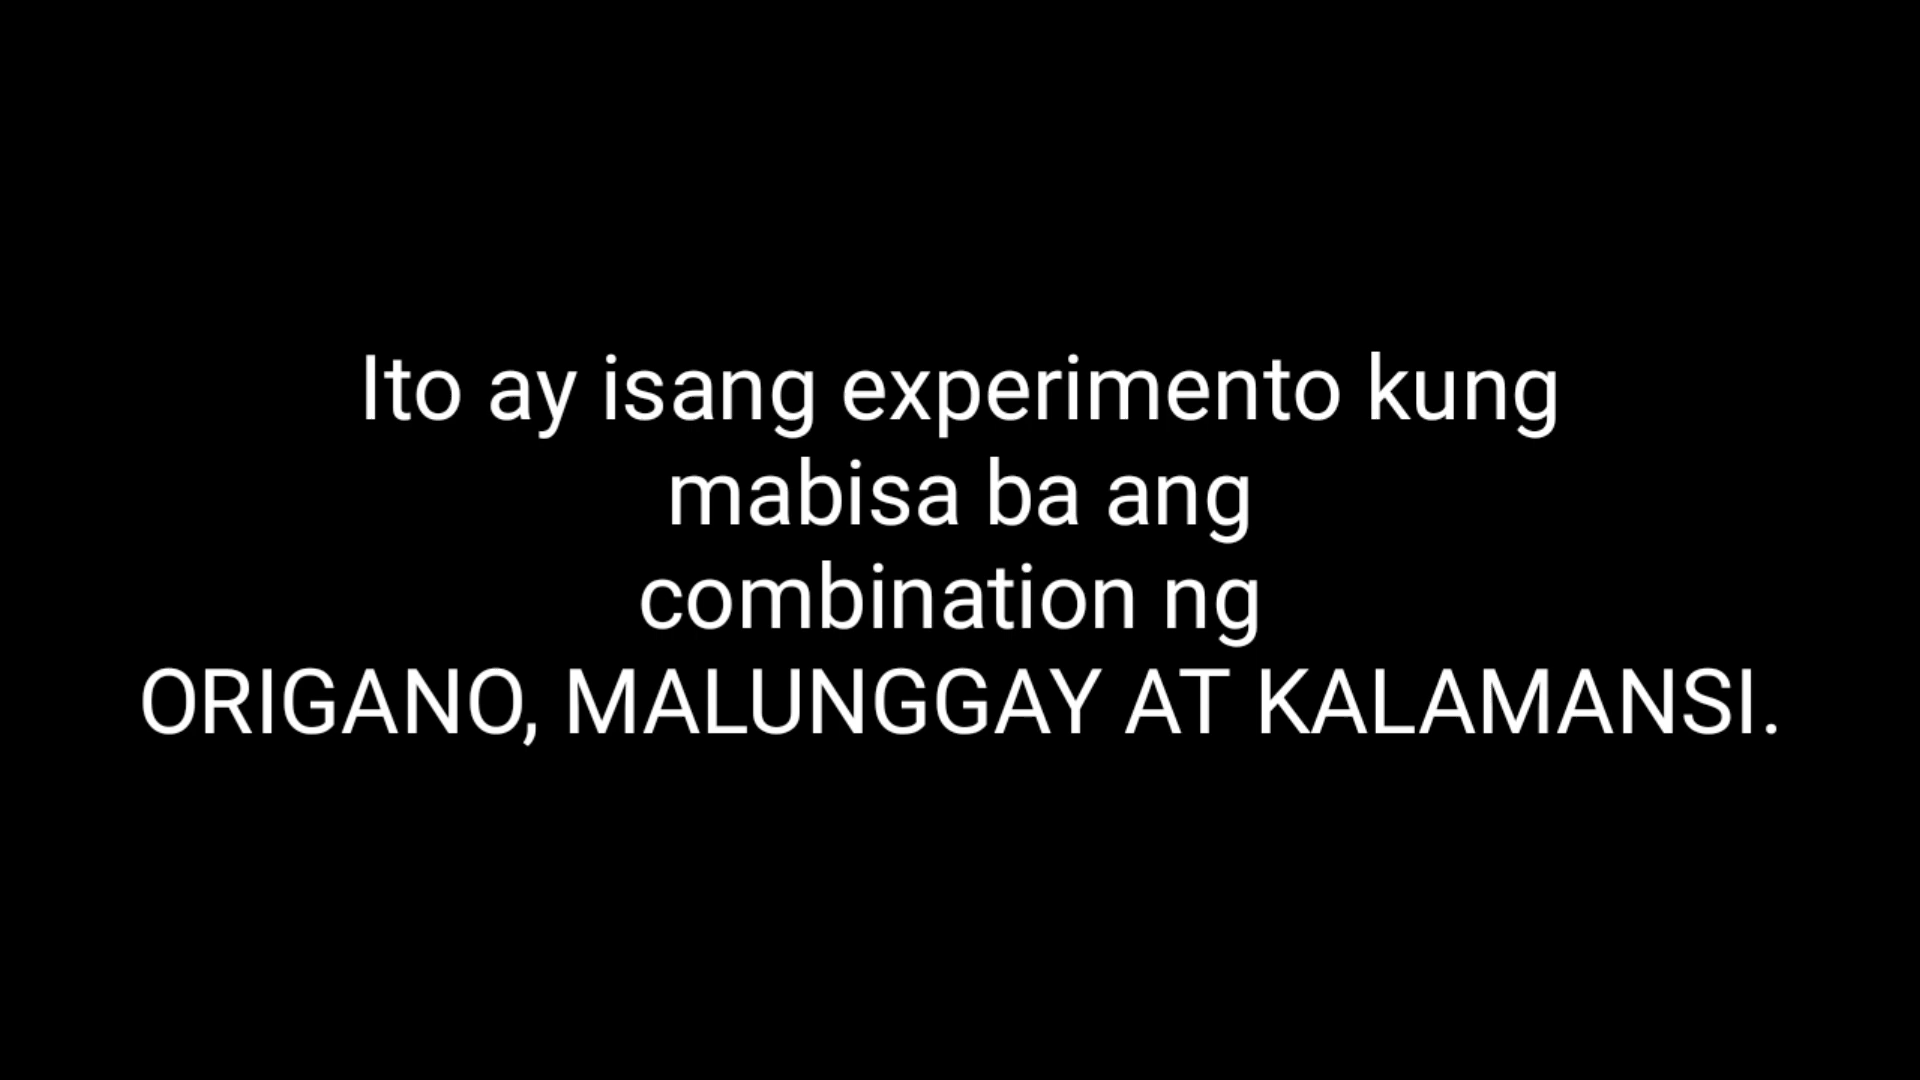 Ito ay isang experimento kung
mabisa ba ang
combination ng
ORIGANO, MALUNGGAY AT KALAMANSI.